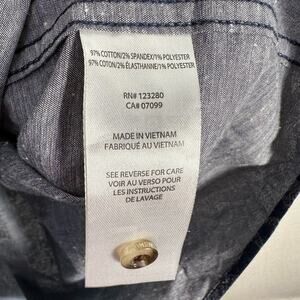 97% COTTON/2% SPANDEX/1% POLYESTER
97% COTON/2% ÉLASTHANNE/1% POLYESTER
RN# 123280
CA# 07099
MADE IN VIETNAM
FABRIQUÉ AU VIETNAM
SEE REVERSE FOR CARE
VOIR AU VERSO POUR
LES INSTRUCTIONS
DE LAVAGE